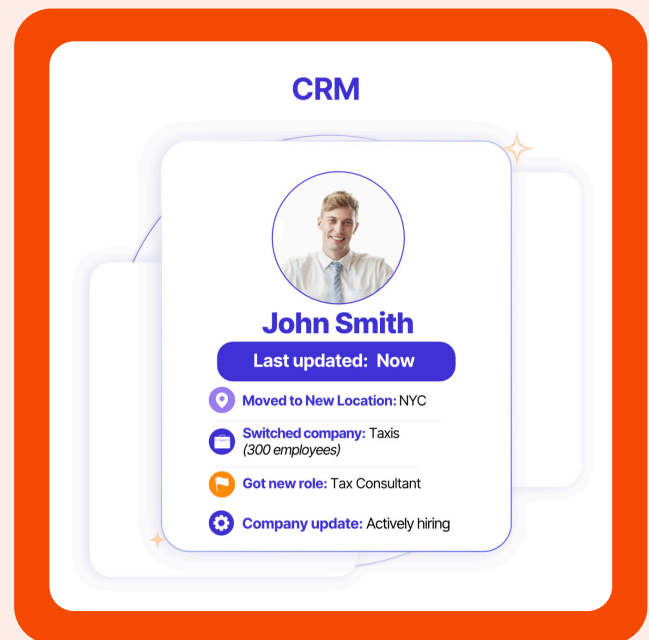 CRM
John Smith
Last updated: Now
Moved to New Location: NYC
Switched company: Taxis
(300 employees)
Got new role: Tax Consultant
Company update: Actively hiring